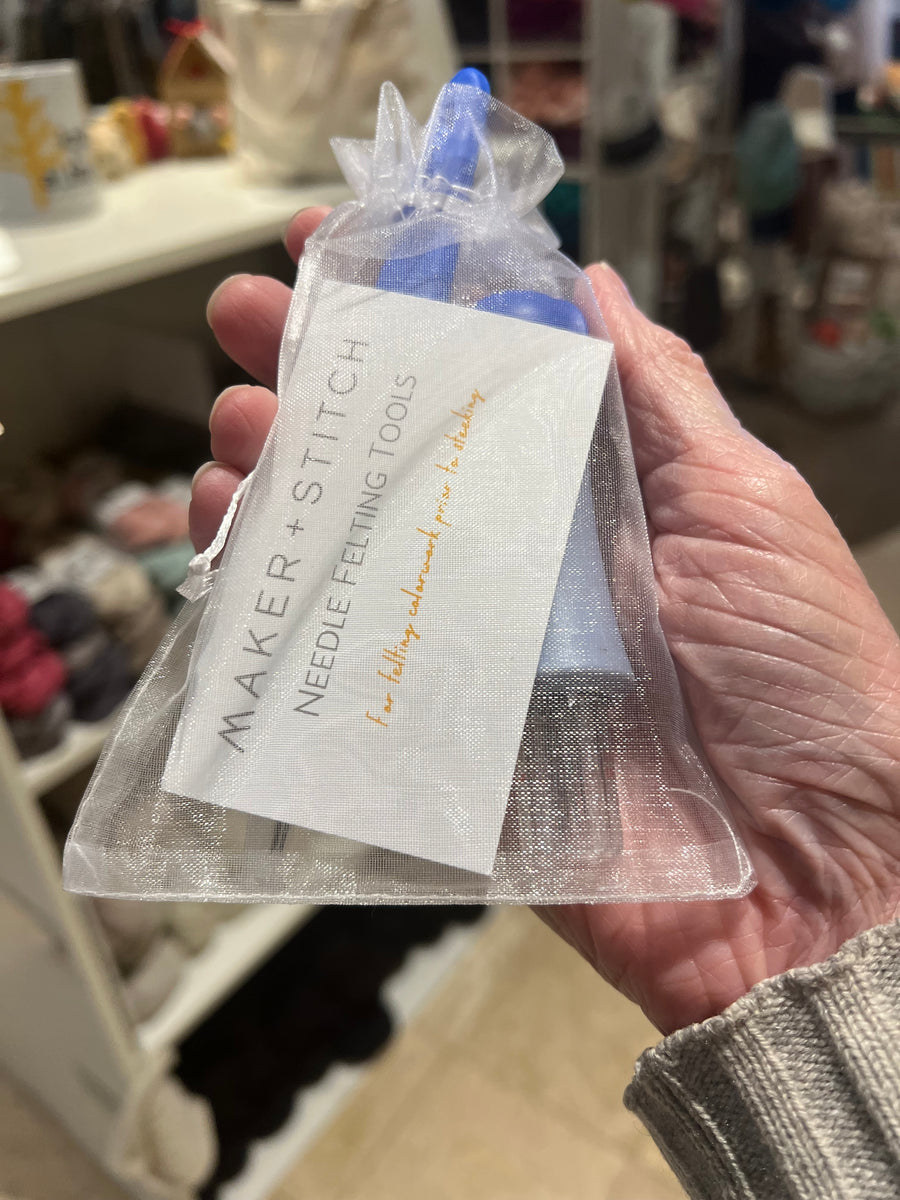 MAKER + STITCH
NEEDLE FELTING TOOLS
For felting colorwork prior to steeking